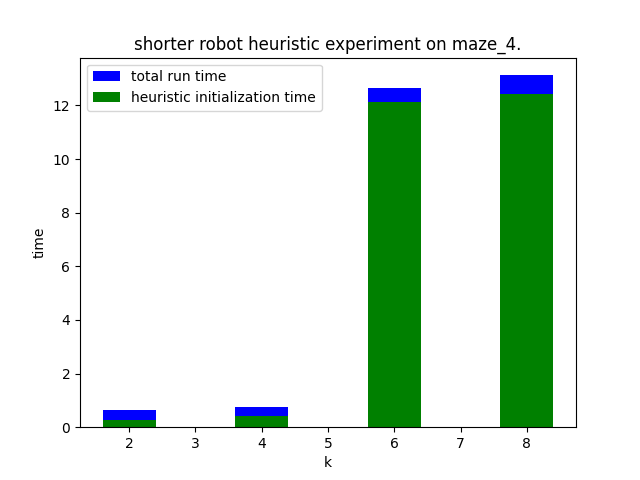 shorter robot heuristic experiment on maze_4.
total run time
heuristic initialization time
12
10
8
6
4
2
0
time
2 3 4 5 6 7 8
k